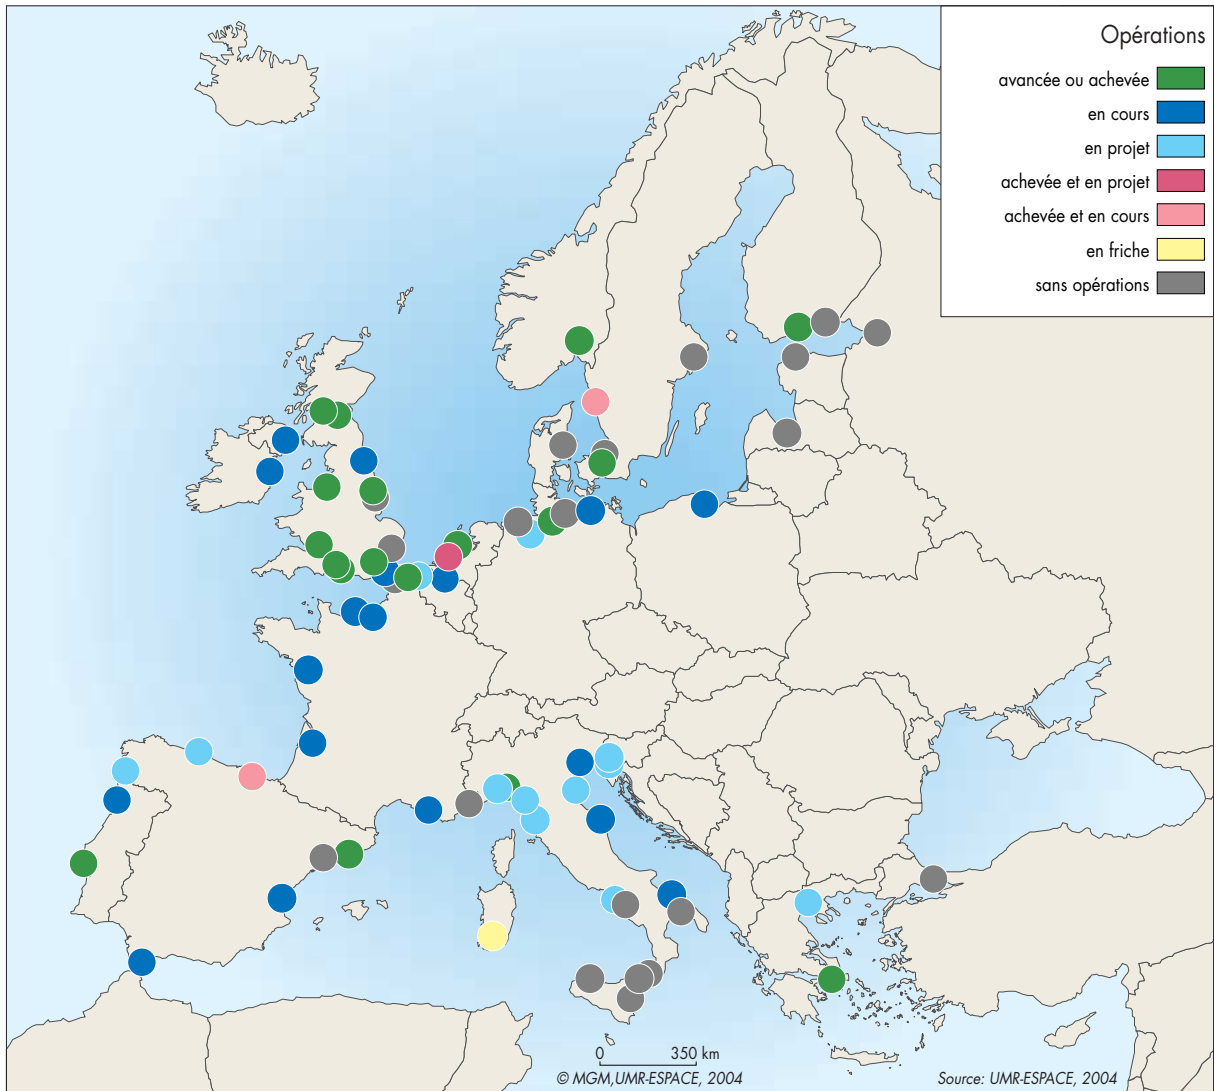 Opérations
avancée ou achevée
en cours
en projet
achevée et en projet
achevée et en cours
en friche
sans opérations
0 350 km
© MGM,UMR-ESPACE, 2004
Source: UMR-ESPACE, 2004